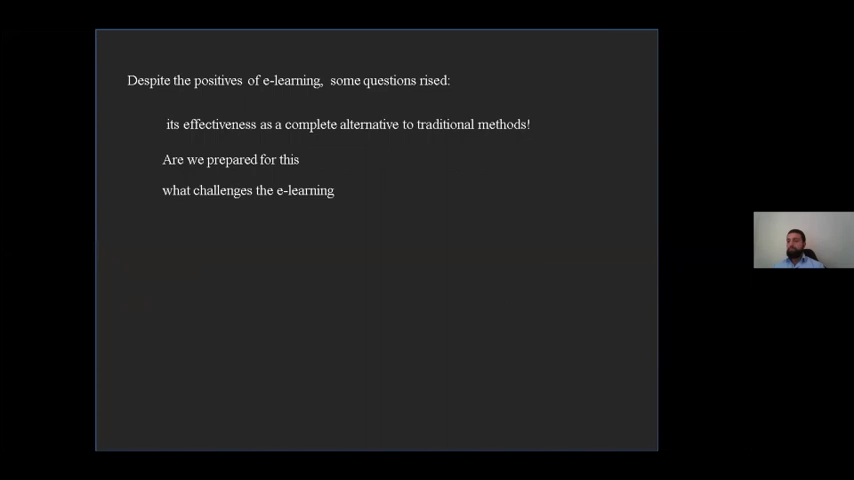 Despite the positives of e-learning, some questions rised:
its effectiveness as a complete alternative to traditional methods!
Are we prepared for this
what challenges the e-learning